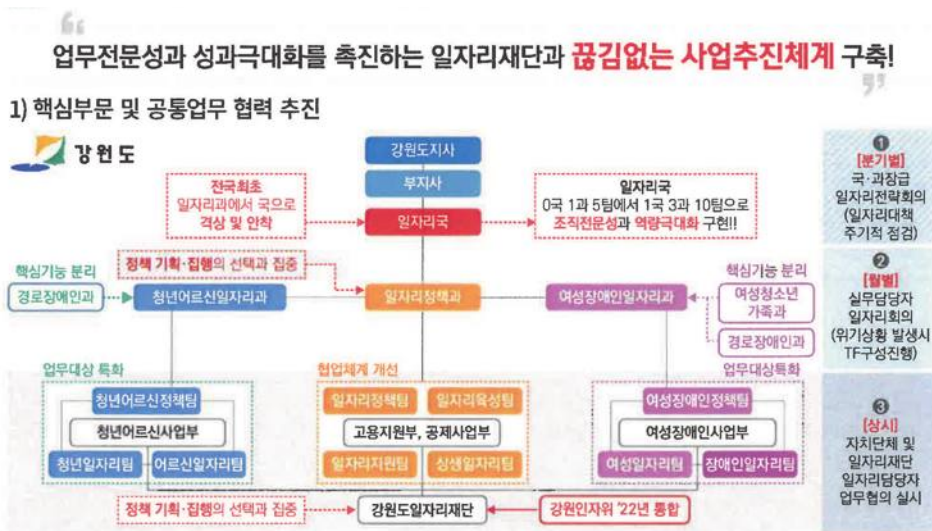 업무전문성과 성과극대화를 촉진하는 일자리재단과 끊김없는 사업추진체계 구축!
1) 핵심부문 및 공통업무 협력 추진
강원도
강원도지사
부지사
일자리국
전국최초
일자리과에서 국으로
격상 및 안착
일자리국
0국 1과 5팀에서 1국 3과 10팀으로
조직전문성과 역량극대화 구현!!
정책 기획·집행의 선택과 집중
핵심기능 분리
경로장애인과
청년어르신일자리과
일자리정책과
여성장애인일자리과
핵심기능 분리
여성청소년
가족과
경로장애인과
업무대상 특화
청년어르신정책팀
청년어르신사업부
청년일자리팀
어르신일자리팀
협업체계 개선
일자리정책팀
일자리육성팀
고용지원부, 공제사업부
일자리지원팀
상생일자리팀
업무대상특화
여성장애인정책팀
여성장애인사업부
여성일자리팀
장애인일자리팀
정책 기획·집행의 선택과 집중
강원도일자리재단
강원인자위 '22년 통합
❶
[분기별]
국·과장급
일자리전략회의
(일자리대책
주기적 점검)
❷
[월별]
실무담당자
일자리회의
(위기상황 발생시
TF구성진행)
❸
[상시]
자치단체 및
일자리재단
일자리담당자
업무협의 실시